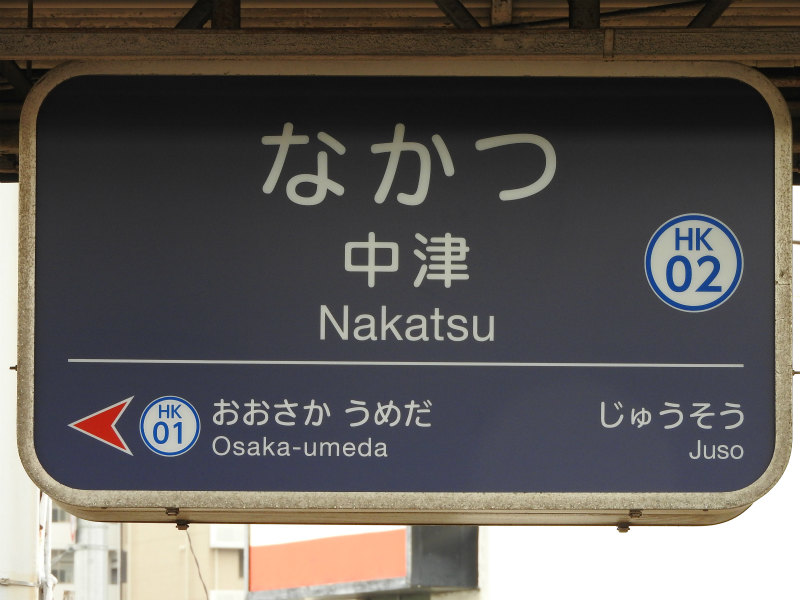 なかつ
中津
Nakatsu
HK
02
HK
01
おおさか うめだ
Osaka-umeda
じゅうそう
Juso